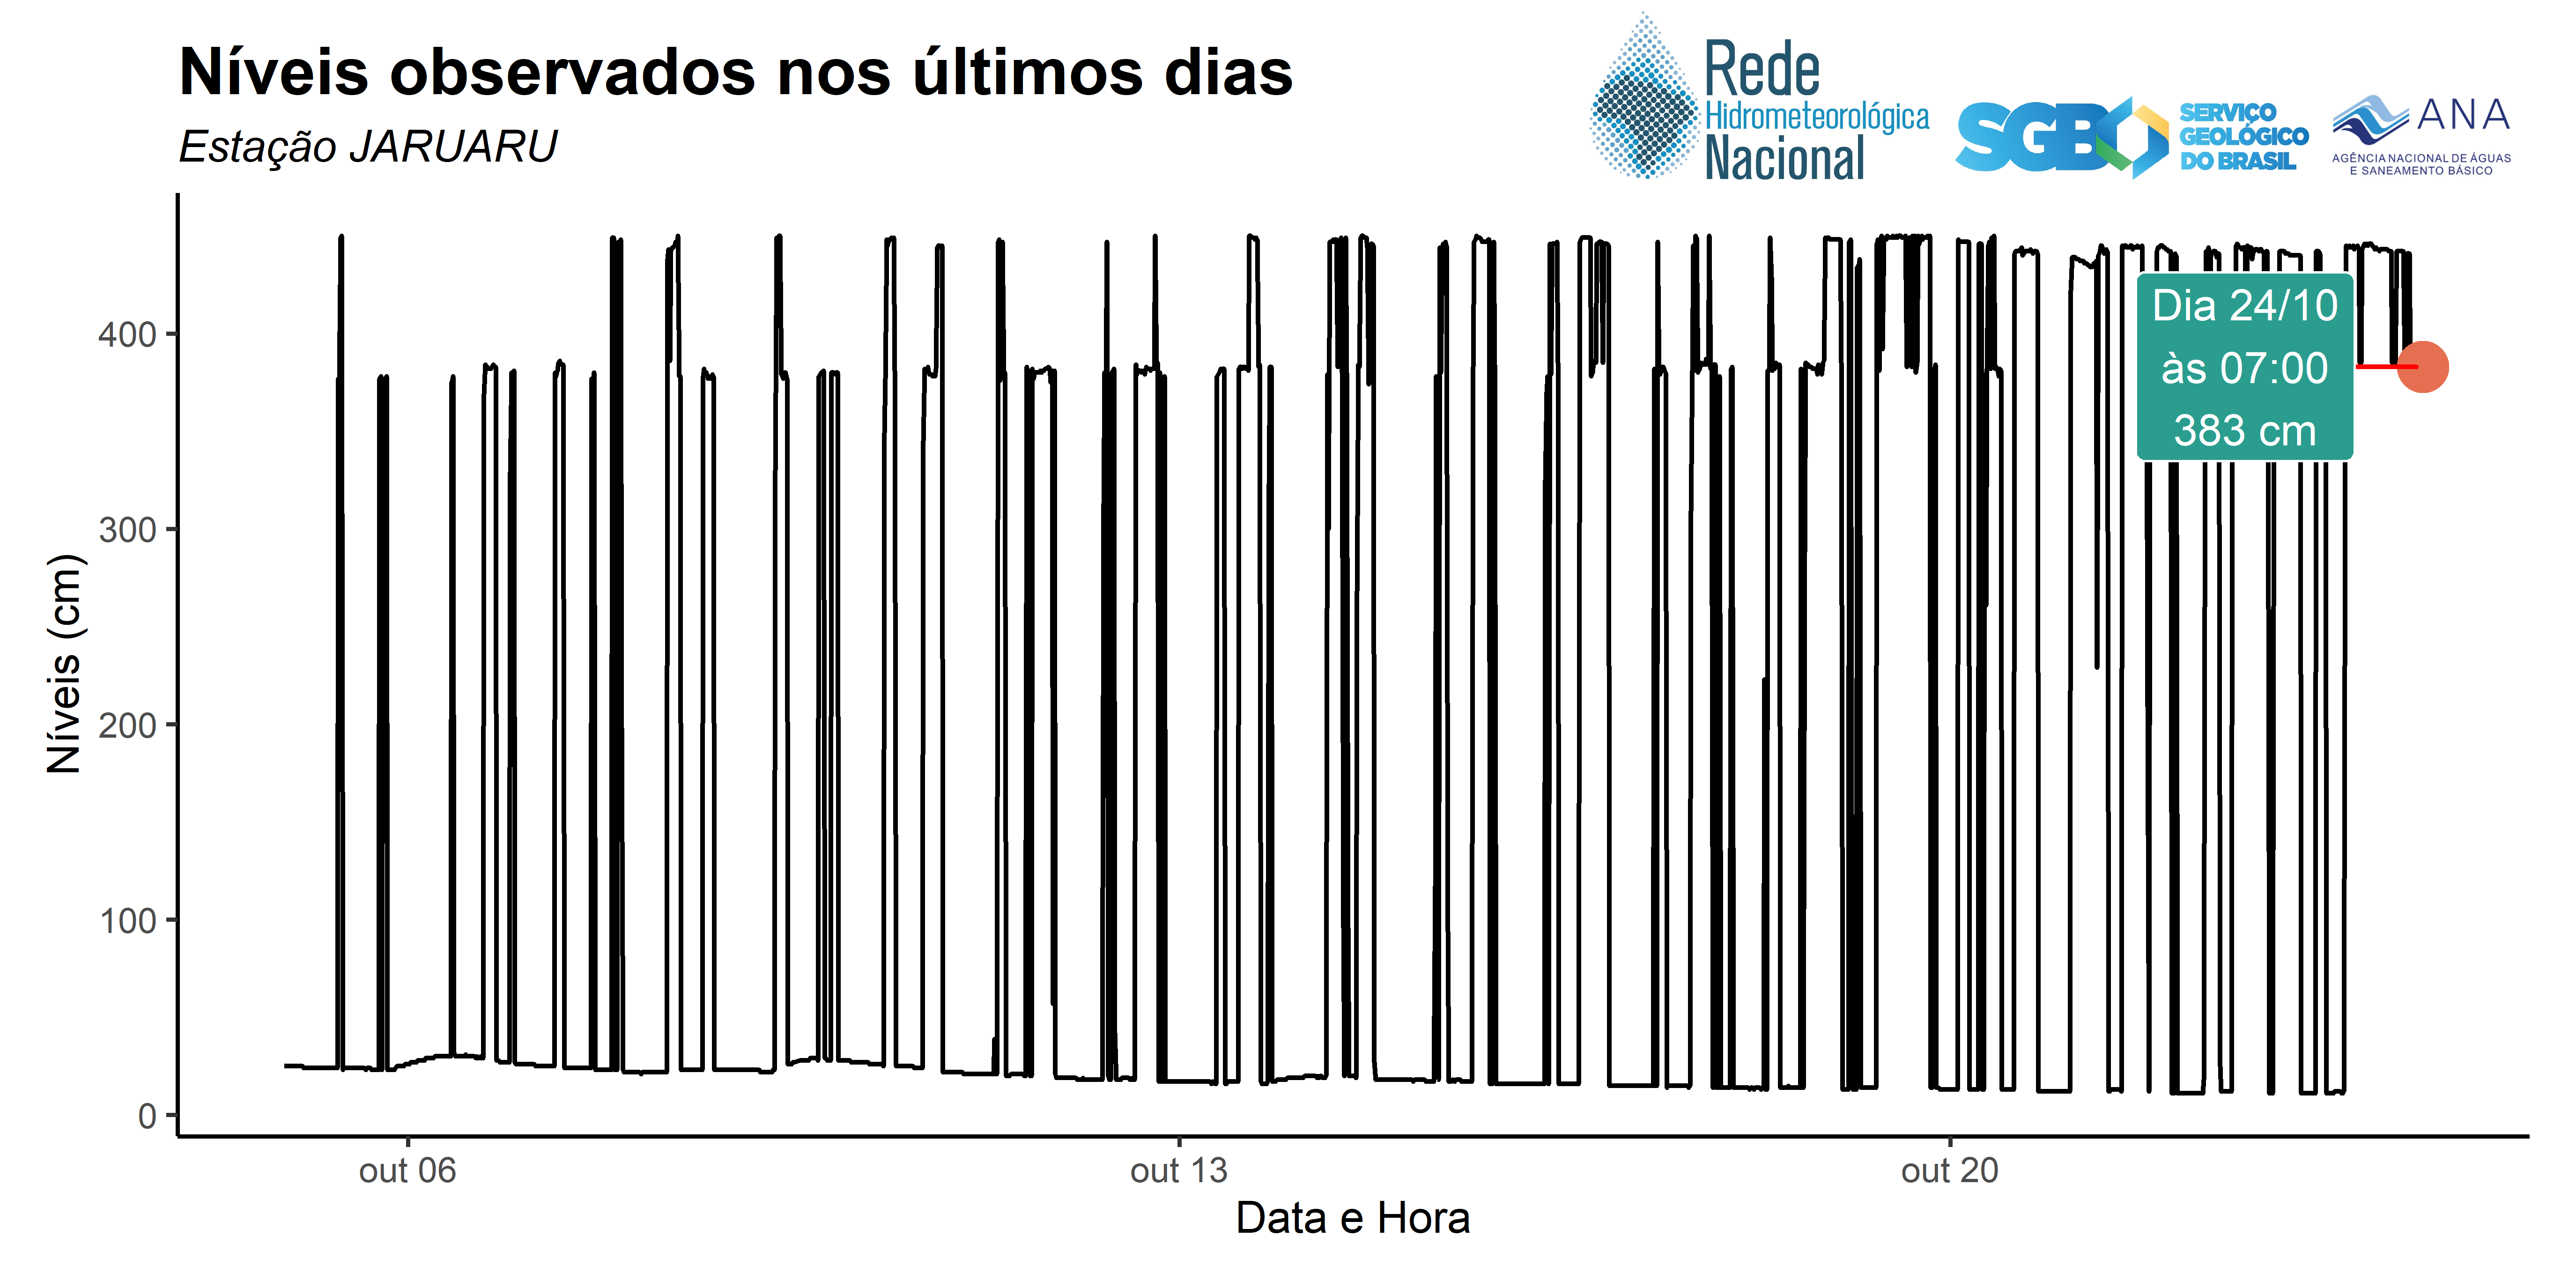 Níveis observados nos últimos dias
Estação JARUARU
Rede
Hidrometeorológica
Nacional
SGB
SERVIÇO
GEOLÓGICO
DO BRASIL
ANA
AGÊNCIA NACIONAL DE ÁGUAS
E SANEAMENTO BÁSICO
Níveis (cm)
400
300
200
100
0
Dia 24/10
às 07:00
383 cm
out 06
out 13
out 20
Data e Hora